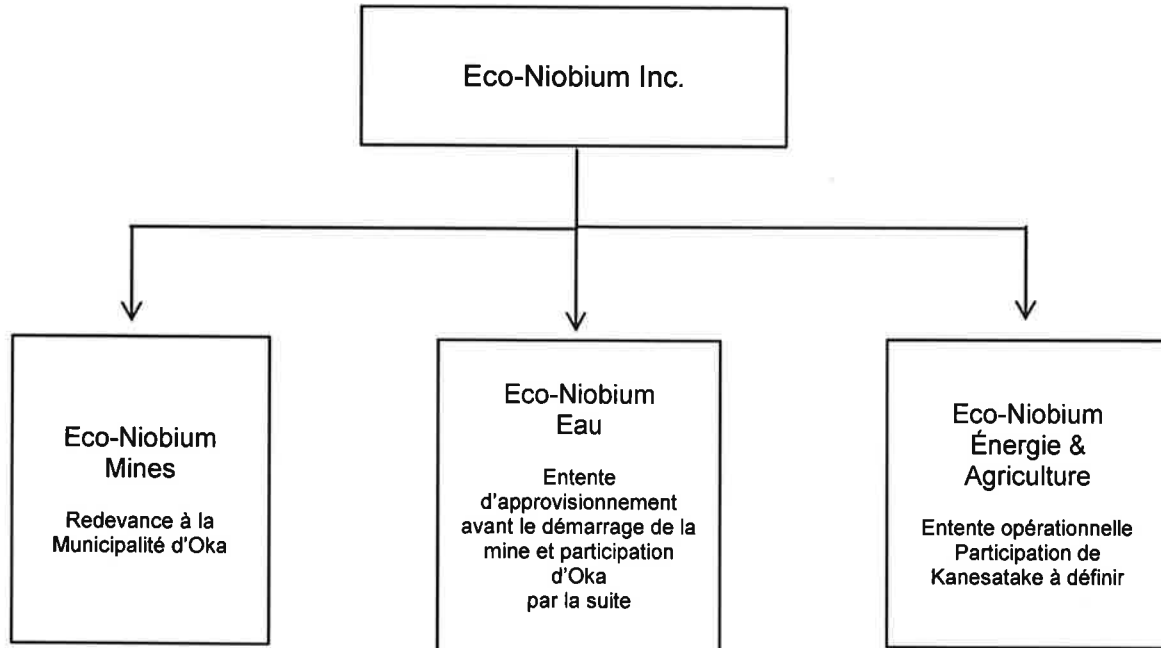 Eco-Niobium Inc.
Eco-Niobium
Mines
Redevance à la
Municipalité d'Oka
Eco-Niobium
Eau
Entente
d'approvisionnement
avant le démarrage de la
mine et participation
d'Oka
par la suite
Eco-Niobium
Énergie &
Agriculture
Entente opérationnelle
Participation de
Kanesatake à définir